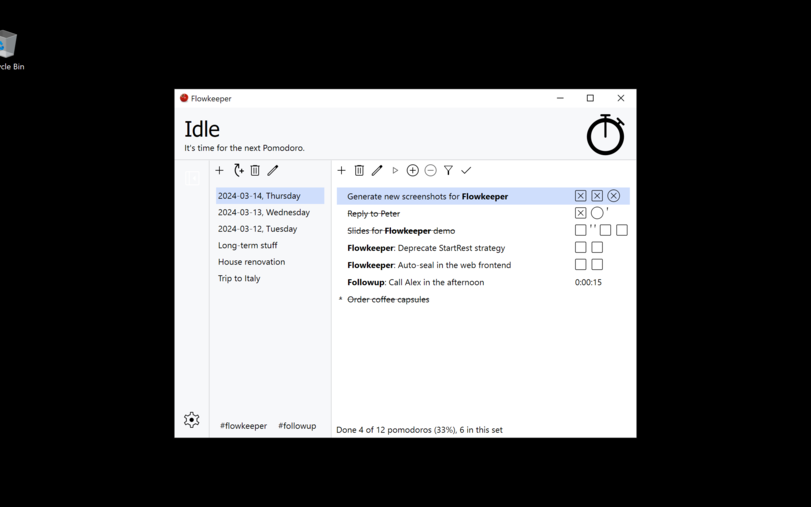 cle Bin
Flowkeeper
Idle
It's time for the next Pomodoro.
2024-03-14, Thursday
2024-03-13, Wednesday
2024-03-12, Tuesday
Long-term stuff
House renovation
Trip to Italy
#flowkeeper #followup
Generate new screenshots for Flowkeeper
Reply to Peter
Slides for Flowkeeper demo
Flowkeeper: Deprecate StartRest strategy
Flowkeeper: Auto-seal in the web frontend
Followup: Call Alex in the afternoon 0:00:15
* Order coffee capsules
Done 4 of 12 pomodoros (33%), 6 in this set